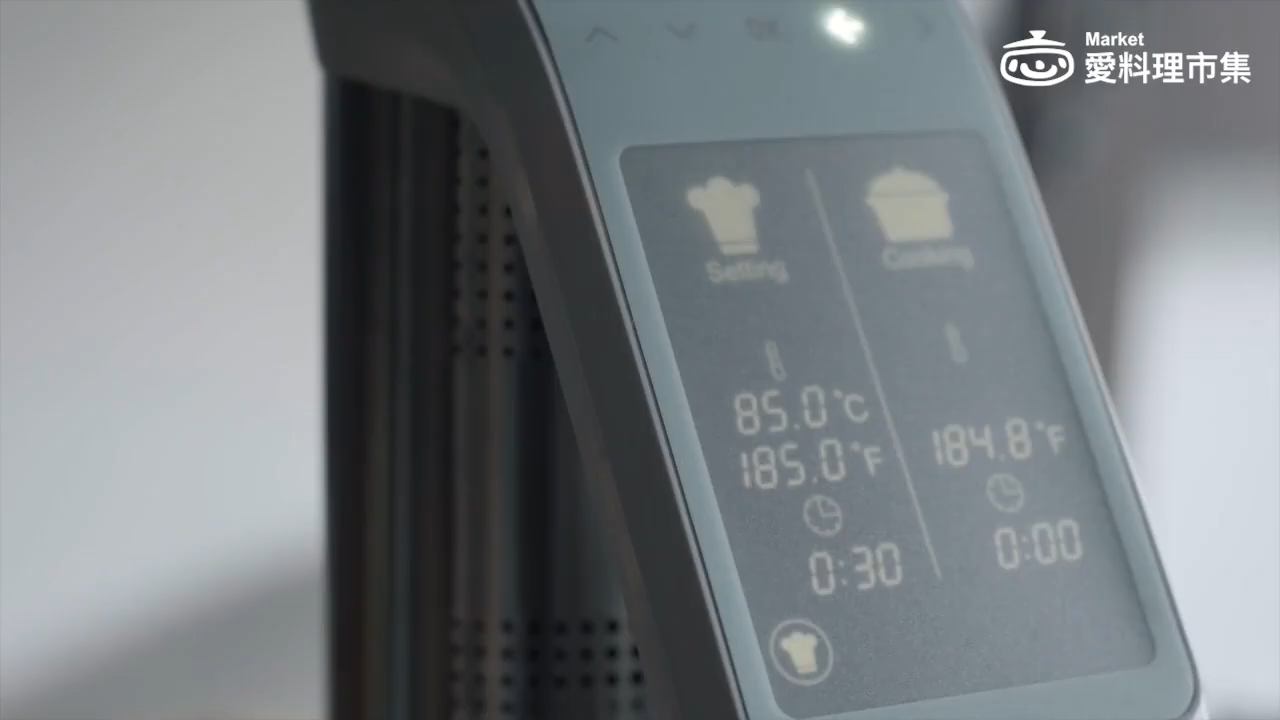 Market
愛料理市集
Setting
Cooking
85.0°C
185.0°F
184.8°F
0:30
0:00